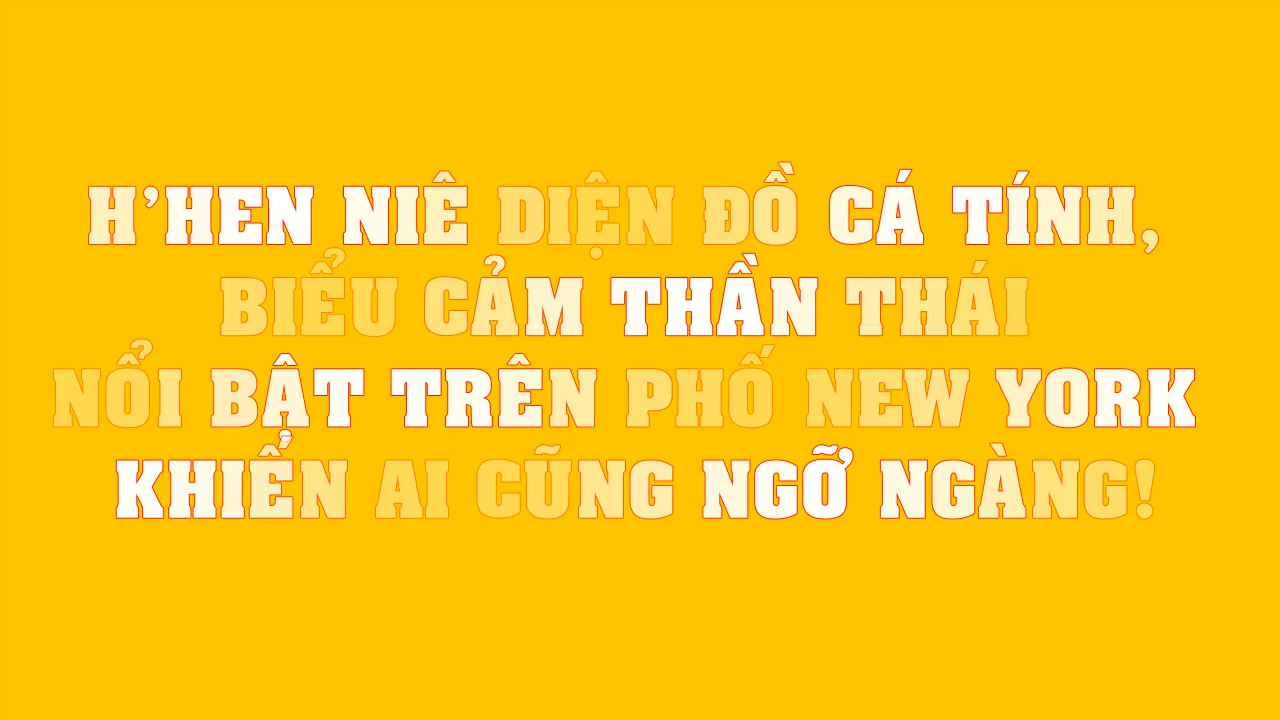 H'HEN NIÊ DIỆN ĐỒ CÁ TÍNH,
BIỂU CẢM THẦN THÁI
NỔI BẬT TRÊN PHỐ NEW YORK
KHIẾN AI CŨNG NGỠ NGÀNG!